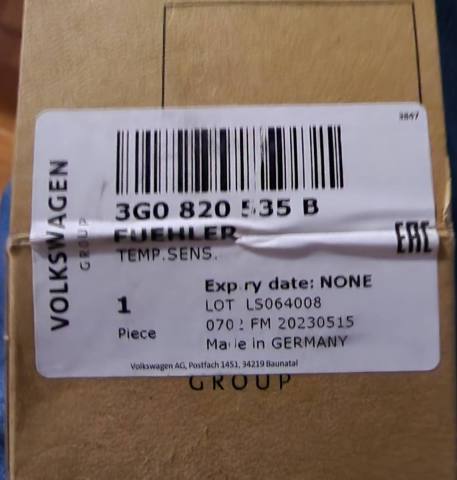 3847
VOLKSWAGEN
GROUP
3G0 820 535 B
FUEHLER
TEMP.SENS.
EAC
1
Piece
Expiry date: NONE
LOT LS064008
FM 20230515
Made in GERMANY
Volkswagen AG, Postfach 1451, 34219 Baunatal
GROUP